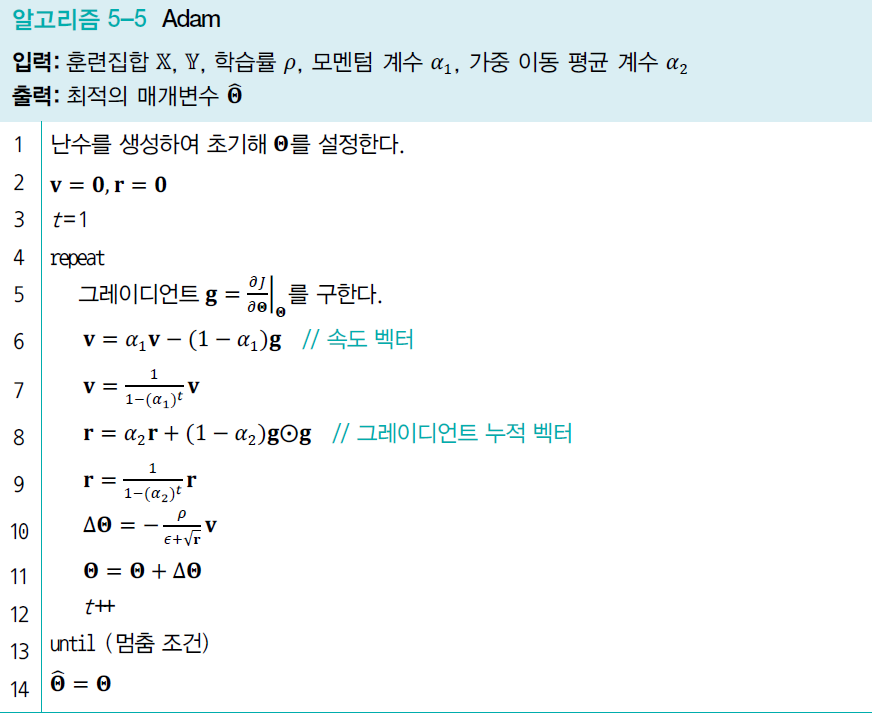 알고리즘 5–5 Adam
입력: 훈련집합 𝕏, 𝕐, 학습률 ρ, 모멘텀 계수 α₁, 가중 이동 평균 계수 α₂
출력: 최적의 매개변수 𝚯̂
1 난수를 생성하여 초기해 𝚯를 설정한다.
2 𝐯 = 𝟎, 𝐫 = 𝟎
3 t=1
4 repeat
5 그레이디언트 𝐠 = ∂J/∂𝚯|_𝚯 를 구한다.
6 𝐯 = α₁𝐯 − (1 − α₁)𝐠 // 속도 벡터
7 𝐯 = 1/(1−(α₁)ᵗ) 𝐯
8 𝐫 = α₂𝐫 + (1 − α₂)𝐠⊙𝐠 // 그레이디언트 누적 벡터
9 𝐫 = 1/(1−(α₂)ᵗ) 𝐫
10 Δ𝚯 = − ρ/(ϵ+√𝐫) 𝐯
11 𝚯 = 𝚯 + Δ𝚯
12 t++
13 until (멈춤 조건)
14 𝚯̂ = 𝚯